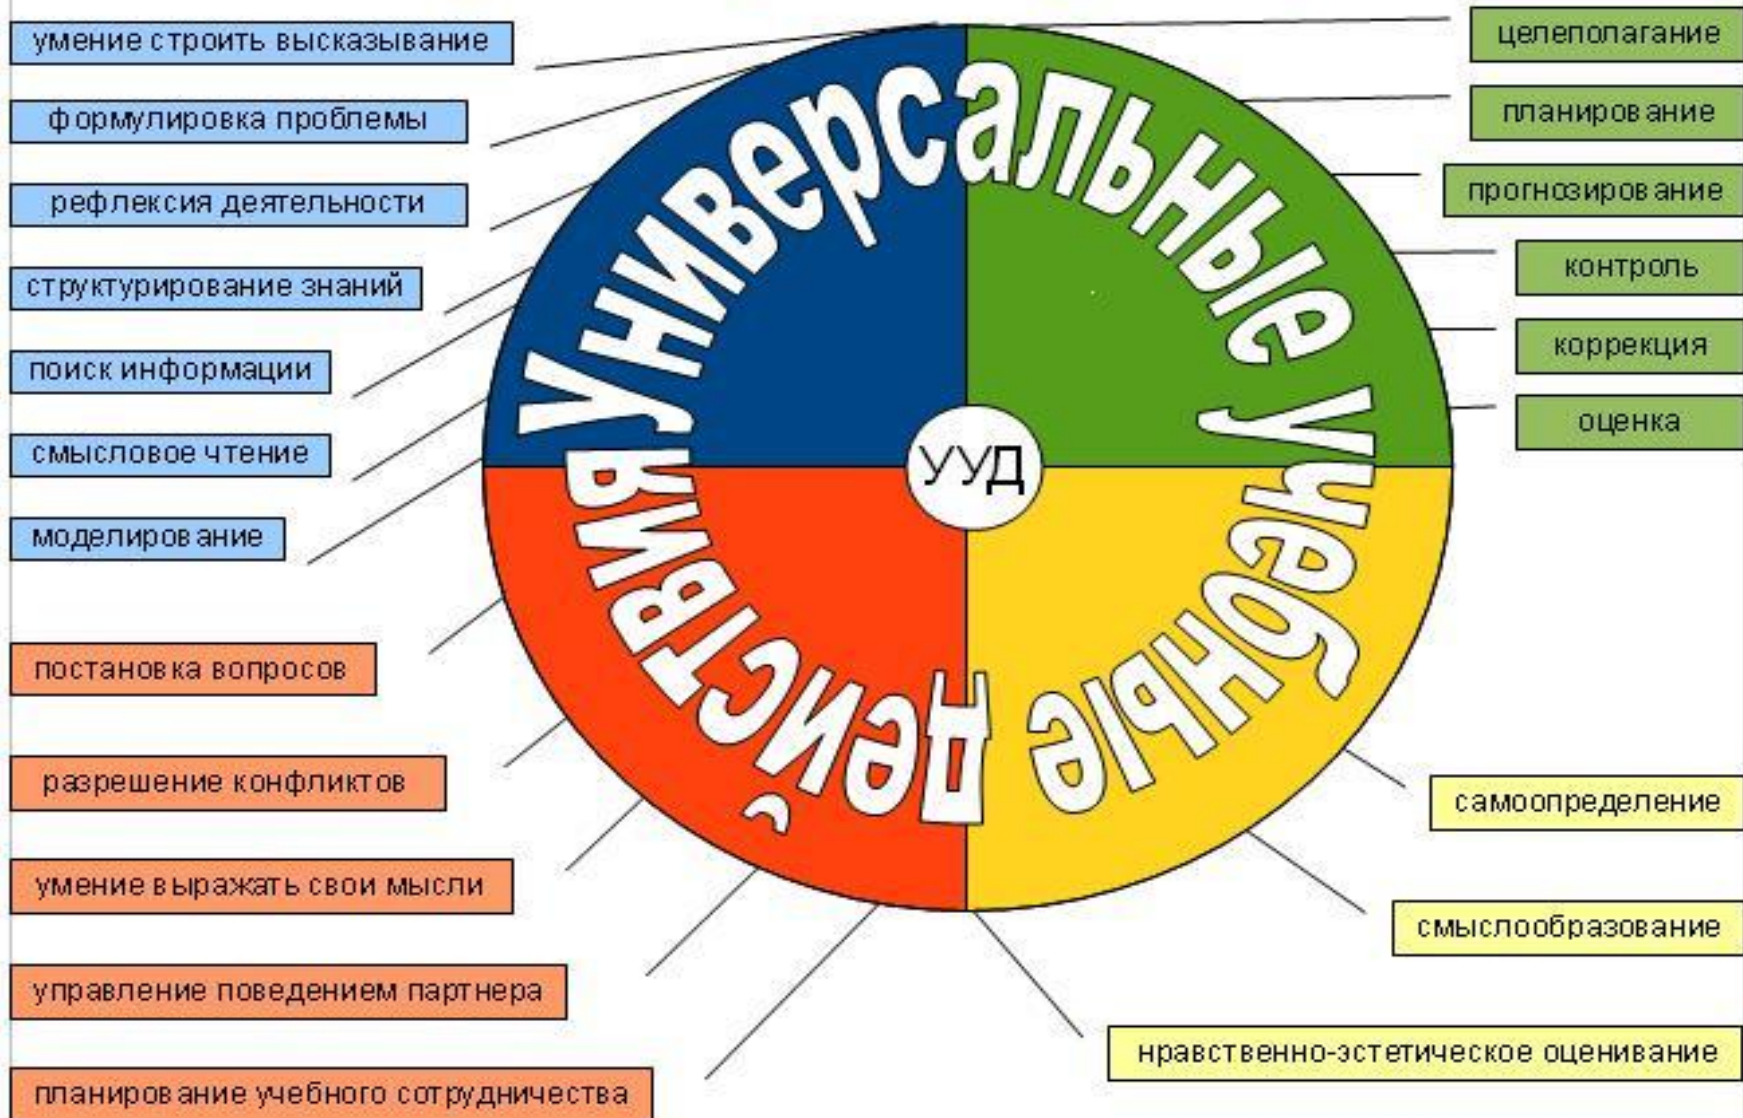 умение строить высказывание
формулировка проблемы
рефлексия деятельности
структурирование знаний
поиск информации
смысловое чтение
моделирование
постановка вопросов
разрешение конфликтов
умение выражать свои мысли
управление поведением партнера
планирование учебного сотрудничества
Универсальные учебные действия
УУД
целеполагание
планирование
прогнозирование
контроль
коррекция
оценка
самоопределение
смыслообразование
нравственно-эстетическое оценивание